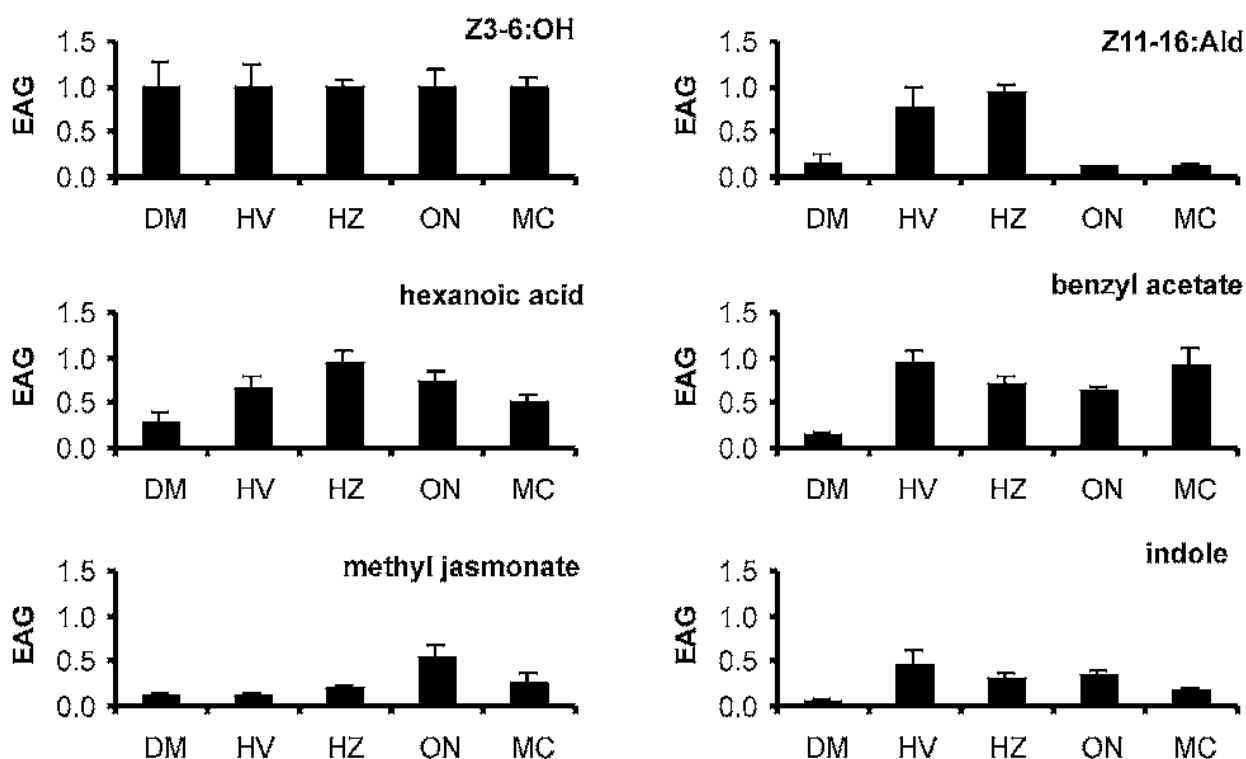 Z3-6:OH
EAG
1.5
1.0
0.5
0.0
DM HV HZ ON MC
Z11-16:Ald
EAG
1.5
1.0
0.5
0.0
DM HV HZ ON MC
hexanoic acid
EAG
1.5
1.0
0.5
0.0
DM HV HZ ON MC
benzyl acetate
EAG
1.5
1.0
0.5
0.0
DM HV HZ ON MC
methyl jasmonate
EAG
1.5
1.0
0.5
0.0
DM HV HZ ON MC
indole
EAG
1.5
1.0
0.5
0.0
DM HV HZ ON MC